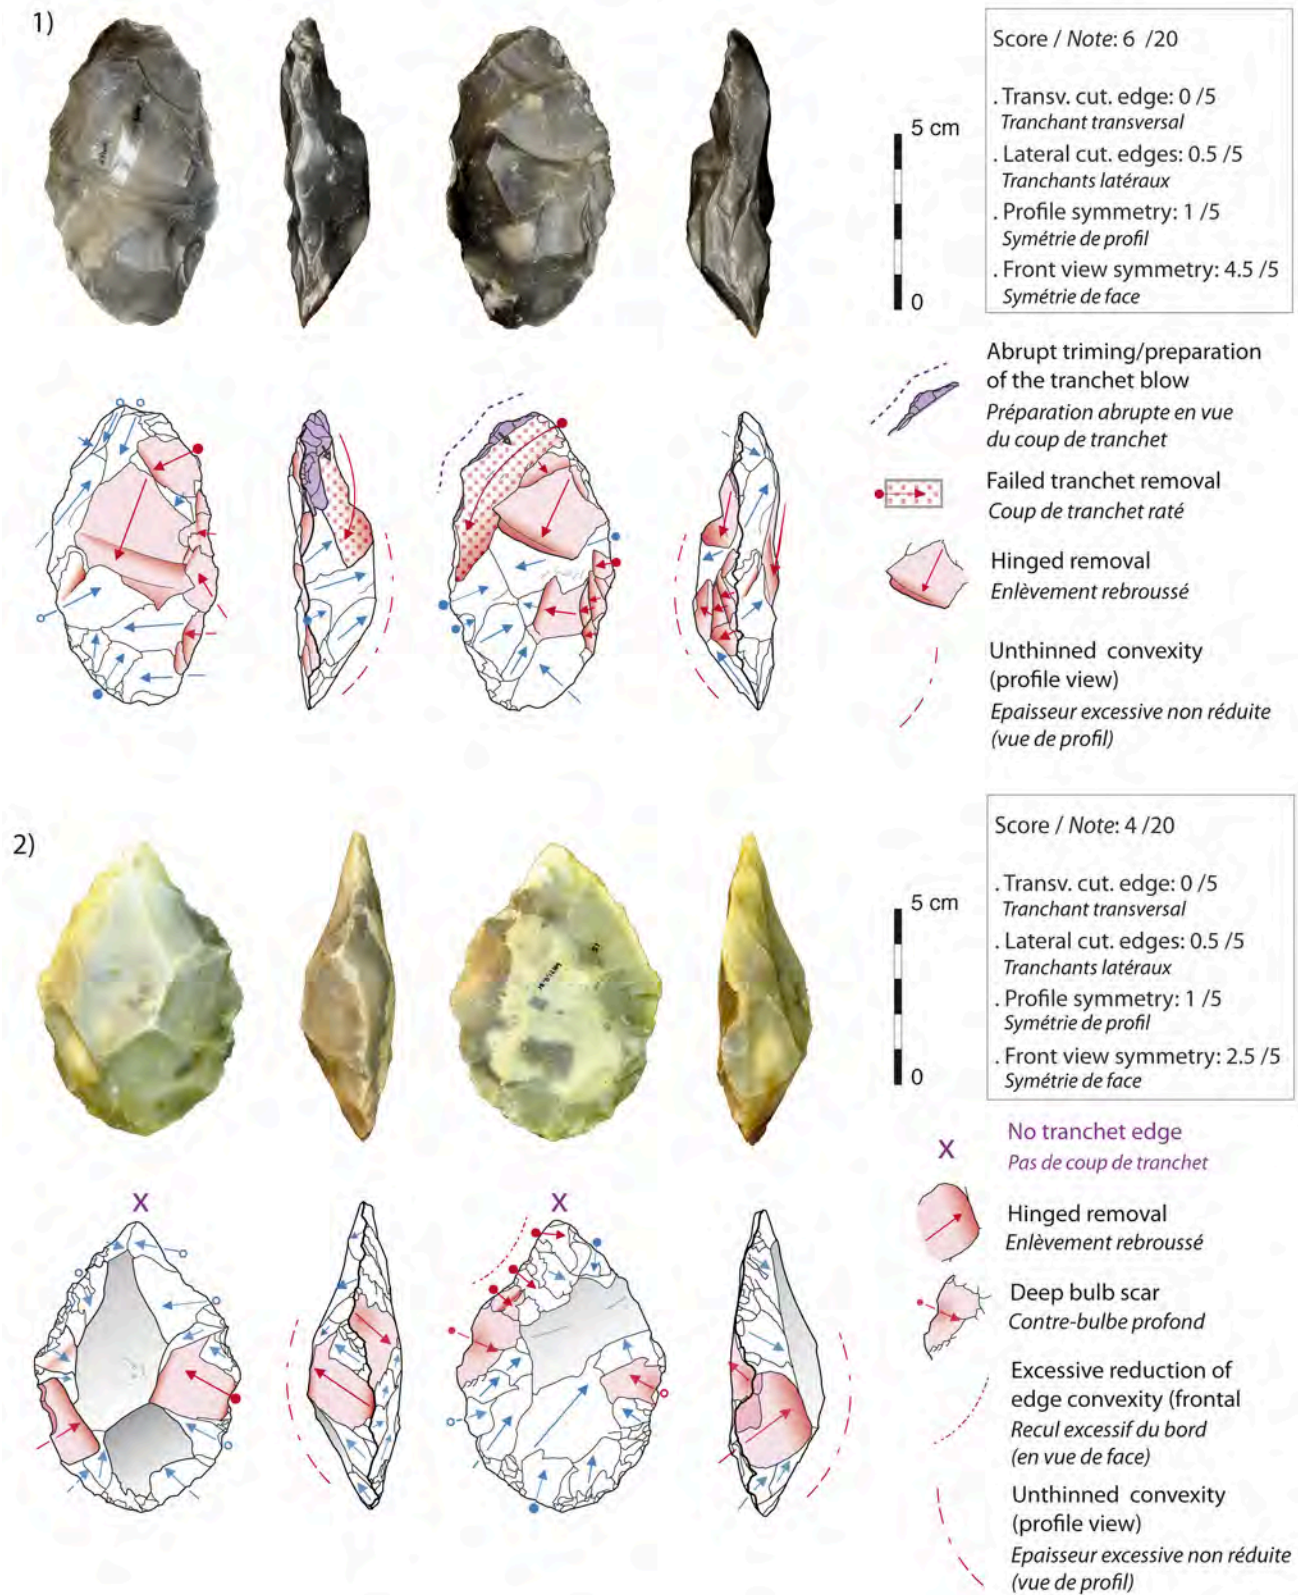 1)
Score / Note: 6 /20
. Transv. cut. edge: 0 /5
Tranchant transversal
. Lateral cut. edges: 0.5 /5
Tranchants latéraux
. Profile symmetry: 1 /5
Symétrie de profil
. Front view symmetry: 4.5 /5
Symétrie de face
5 cm
0
Abrupt triming/preparation
of the tranchet blow
Préparation abrupte en vue
du coup de tranchet
Failed tranchet removal
Coup de tranchet raté
Hinged removal
Enlèvement rebroussé
Unthinned convexity
(profile view)
Epaisseur excessive non réduite
(vue de profil)
2)
Score / Note: 4 /20
. Transv. cut. edge: 0 /5
Tranchant transversal
. Lateral cut. edges: 0.5 /5
Tranchants latéraux
. Profile symmetry: 1 /5
Symétrie de profil
. Front view symmetry: 2.5 /5
Symétrie de face
5 cm
0
X
No tranchet edge
Pas de coup de tranchet
X
X
Hinged removal
Enlèvement rebroussé
Deep bulb scar
Contre-bulbe profond
Excessive reduction of
edge convexity (frontal
Recul excessif du bord
(en vue de face)
Unthinned convexity
(profile view)
Epaisseur excessive non réduite
(vue de profil)